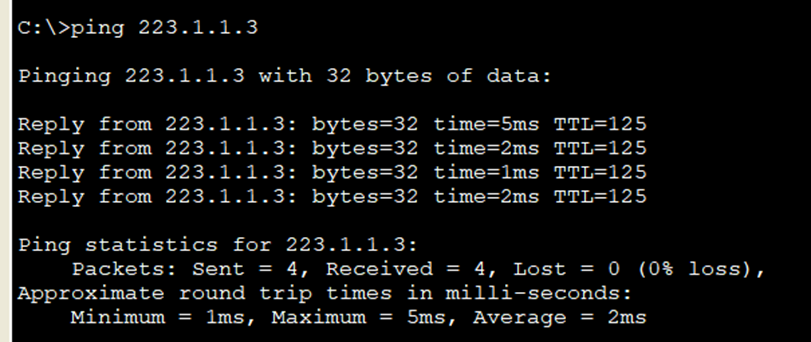 C:\>ping 223.1.1.3
Pinging 223.1.1.3 with 32 bytes of data:
Reply from 223.1.1.3: bytes=32 time=5ms TTL=125
Reply from 223.1.1.3: bytes=32 time=2ms TTL=125
Reply from 223.1.1.3: bytes=32 time=1ms TTL=125
Reply from 223.1.1.3: bytes=32 time=2ms TTL=125
Ping statistics for 223.1.1.3:
    Packets: Sent = 4, Received = 4, Lost = 0 (0% loss),
Approximate round trip times in milli-seconds:
    Minimum = 1ms, Maximum = 5ms, Average = 2ms